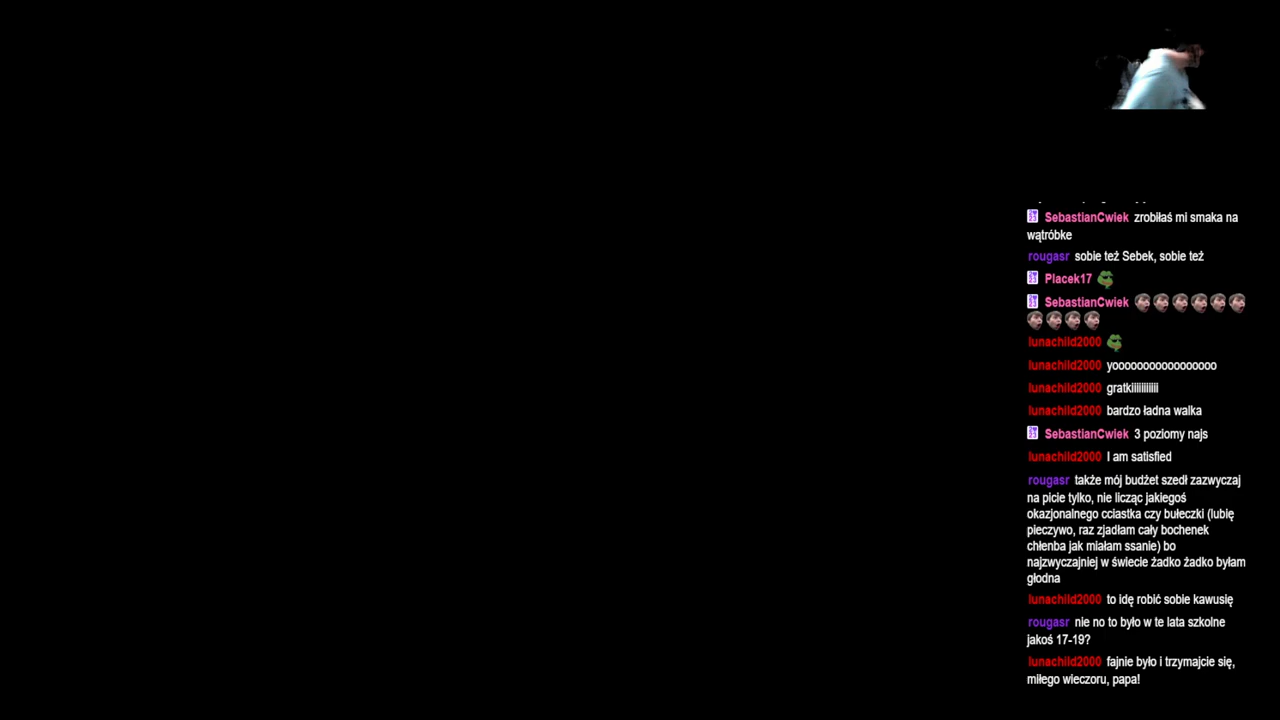 SebastianCwiek zrobiłaś mi smaka na
wątróbke
rougasr sobie też Sebek, sobie też
Placek17
SebastianCwiek
lunachild2000
lunachild2000 yooooooooooooooooo
lunachild2000 gratkiiiiiiiiiii
lunachild2000 bardzo ładna walka
SebastianCwiek 3 poziomy najs
lunachild2000 I am satisfied
rougasr także mój budżet szedł zazwyczaj
na picie tylko, nie licząc jakiegoś
okazjonalnego cciastka czy bułeczki (lubię
pieczywo, raz zjadłam cały bochenek
chłenba jak miałam ssanie) bo
najzwyczajniej w świecie żadko żadko byłam
głodna
lunachild2000 to idę robić sobie kawusię
rougasr nie no to było w te lata szkolne
jakoś 17-19?
lunachild2000 fajnie było i trzymajcie się,
miłego wieczoru, papa!